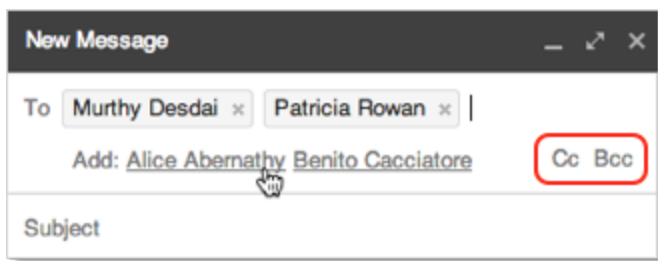 New Message
To Murthy Desdai × Patricia Rowan ×
Add: Alice Abernathy Benito Cacciatore Cc Bcc
Subject